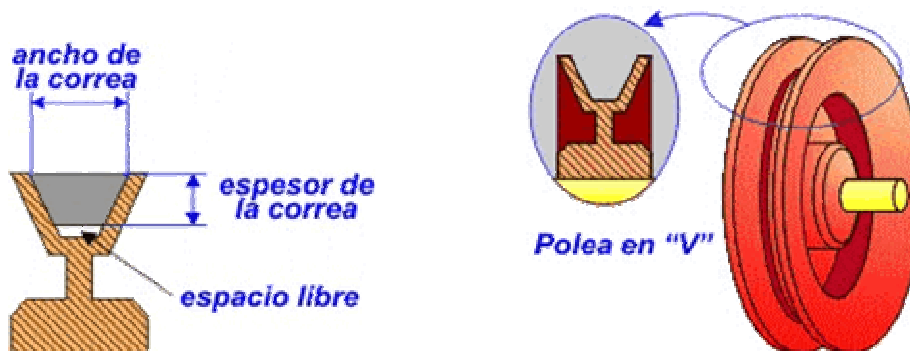 ancho de
la correa
espesor de
la correa
espacio libre
Polea en “V”